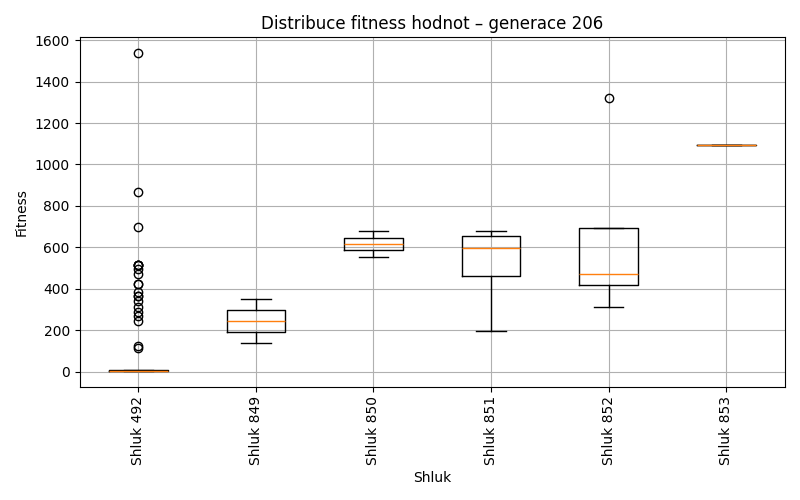 Distribuce fitness hodnot – generace 206
Fitness
1600
1400
1200
1000
800
600
400
200
0
Shluk 492
Shluk 849
Shluk 850
Shluk 851
Shluk 852
Shluk 853
Shluk